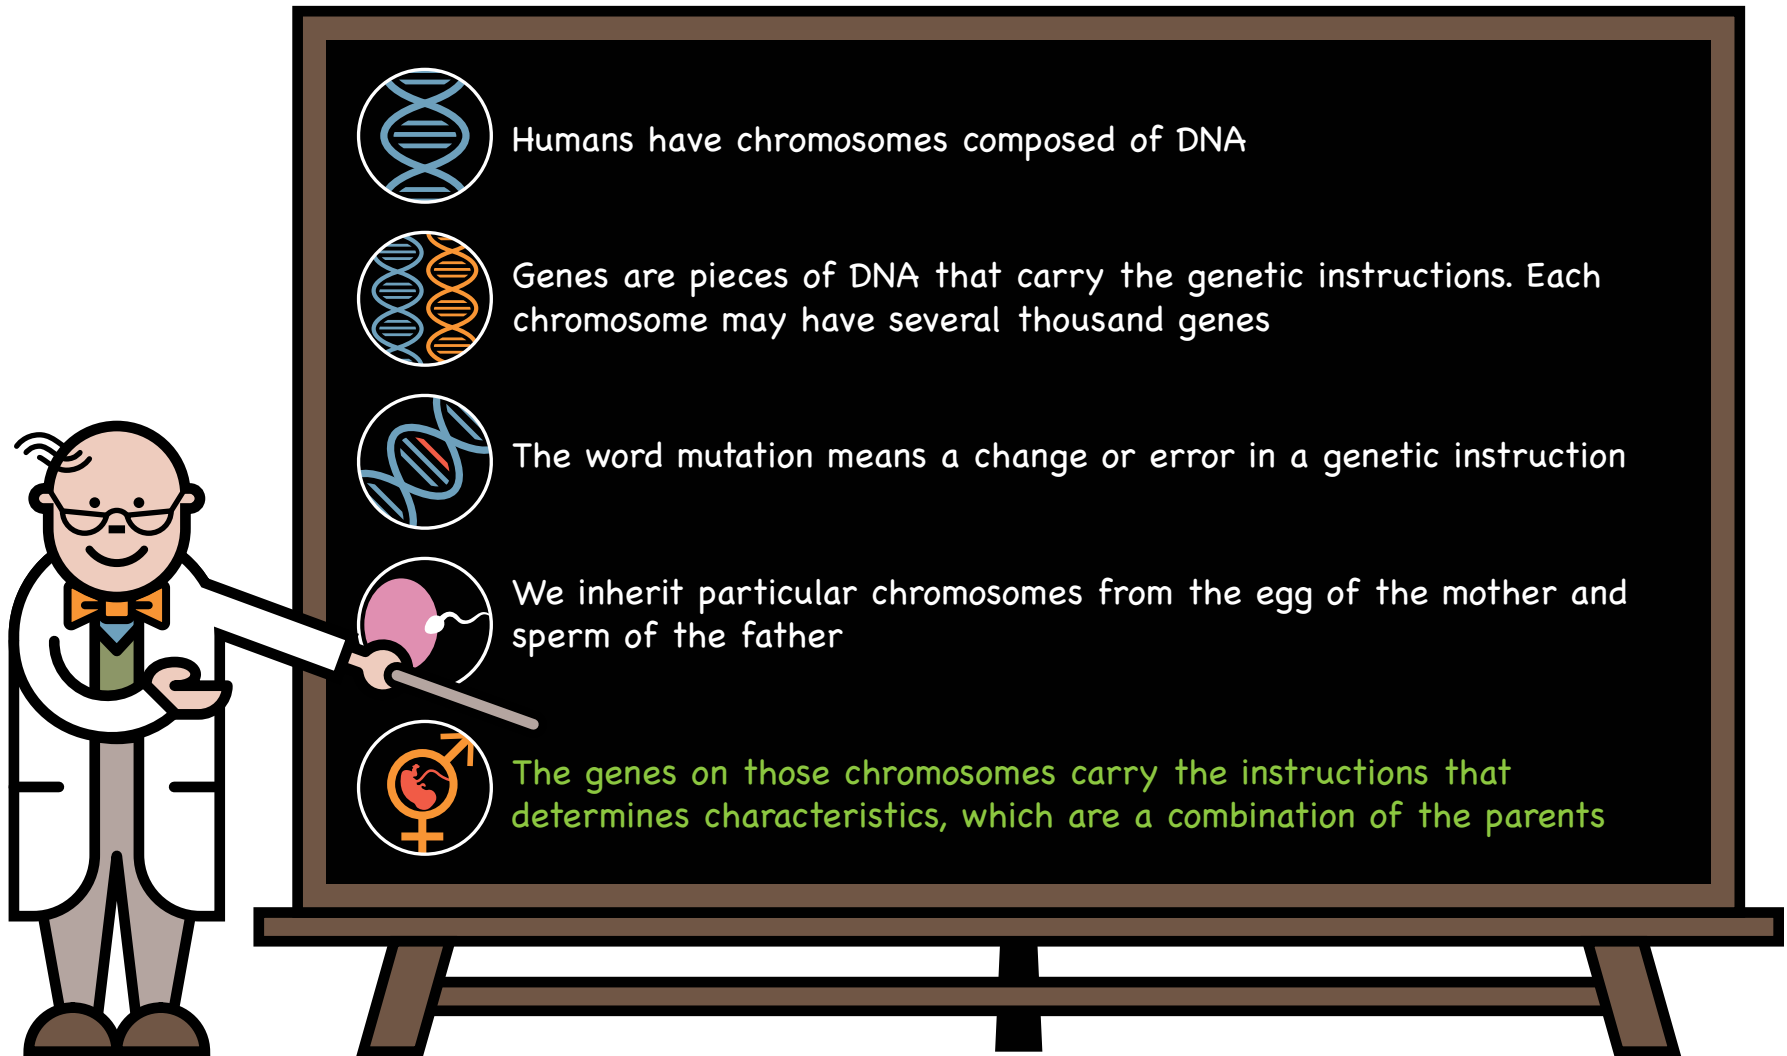 Humans have chromosomes composed of DNA
Genes are pieces of DNA that carry the genetic instructions. Each
chromosome may have several thousand genes
The word mutation means a change or error in a genetic instruction
We inherit particular chromosomes from the egg of the mother and
sperm of the father
The genes on those chromosomes carry the instructions that
determines characteristics, which are a combination of the parents